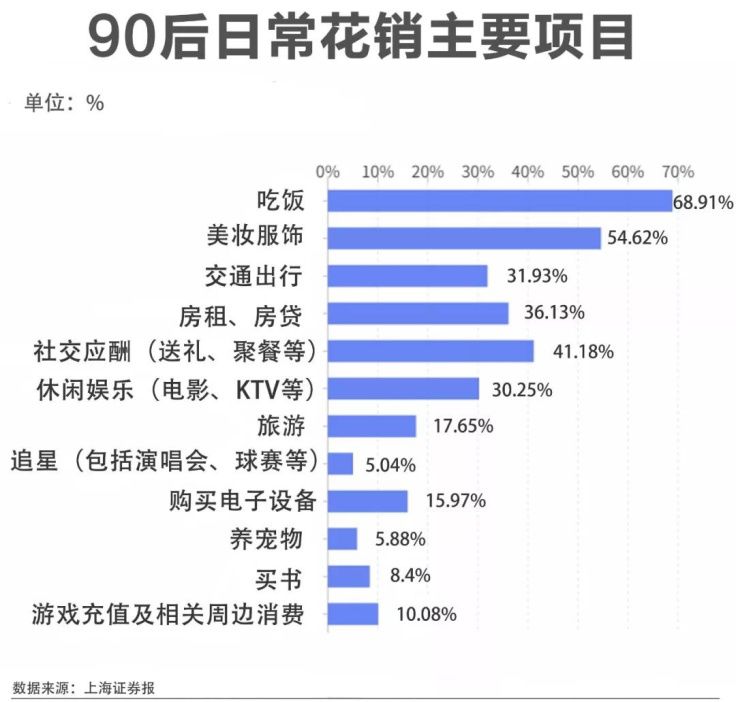 90后日常花销主要项目
单位：%
0% 10% 20% 30% 40% 50% 60% 70%
吃饭 68.91%
美妆服饰 54.62%
交通出行 31.93%
房租、房贷 36.13%
社交应酬（送礼、聚餐等） 41.18%
休闲娱乐（电影、KTV等） 30.25%
旅游 17.65%
追星（包括演唱会、球赛等） 5.04%
购买电子设备 15.97%
养宠物 5.88%
买书 8.4%
游戏充值及相关周边消费 10.08%
数据来源：上海证券报